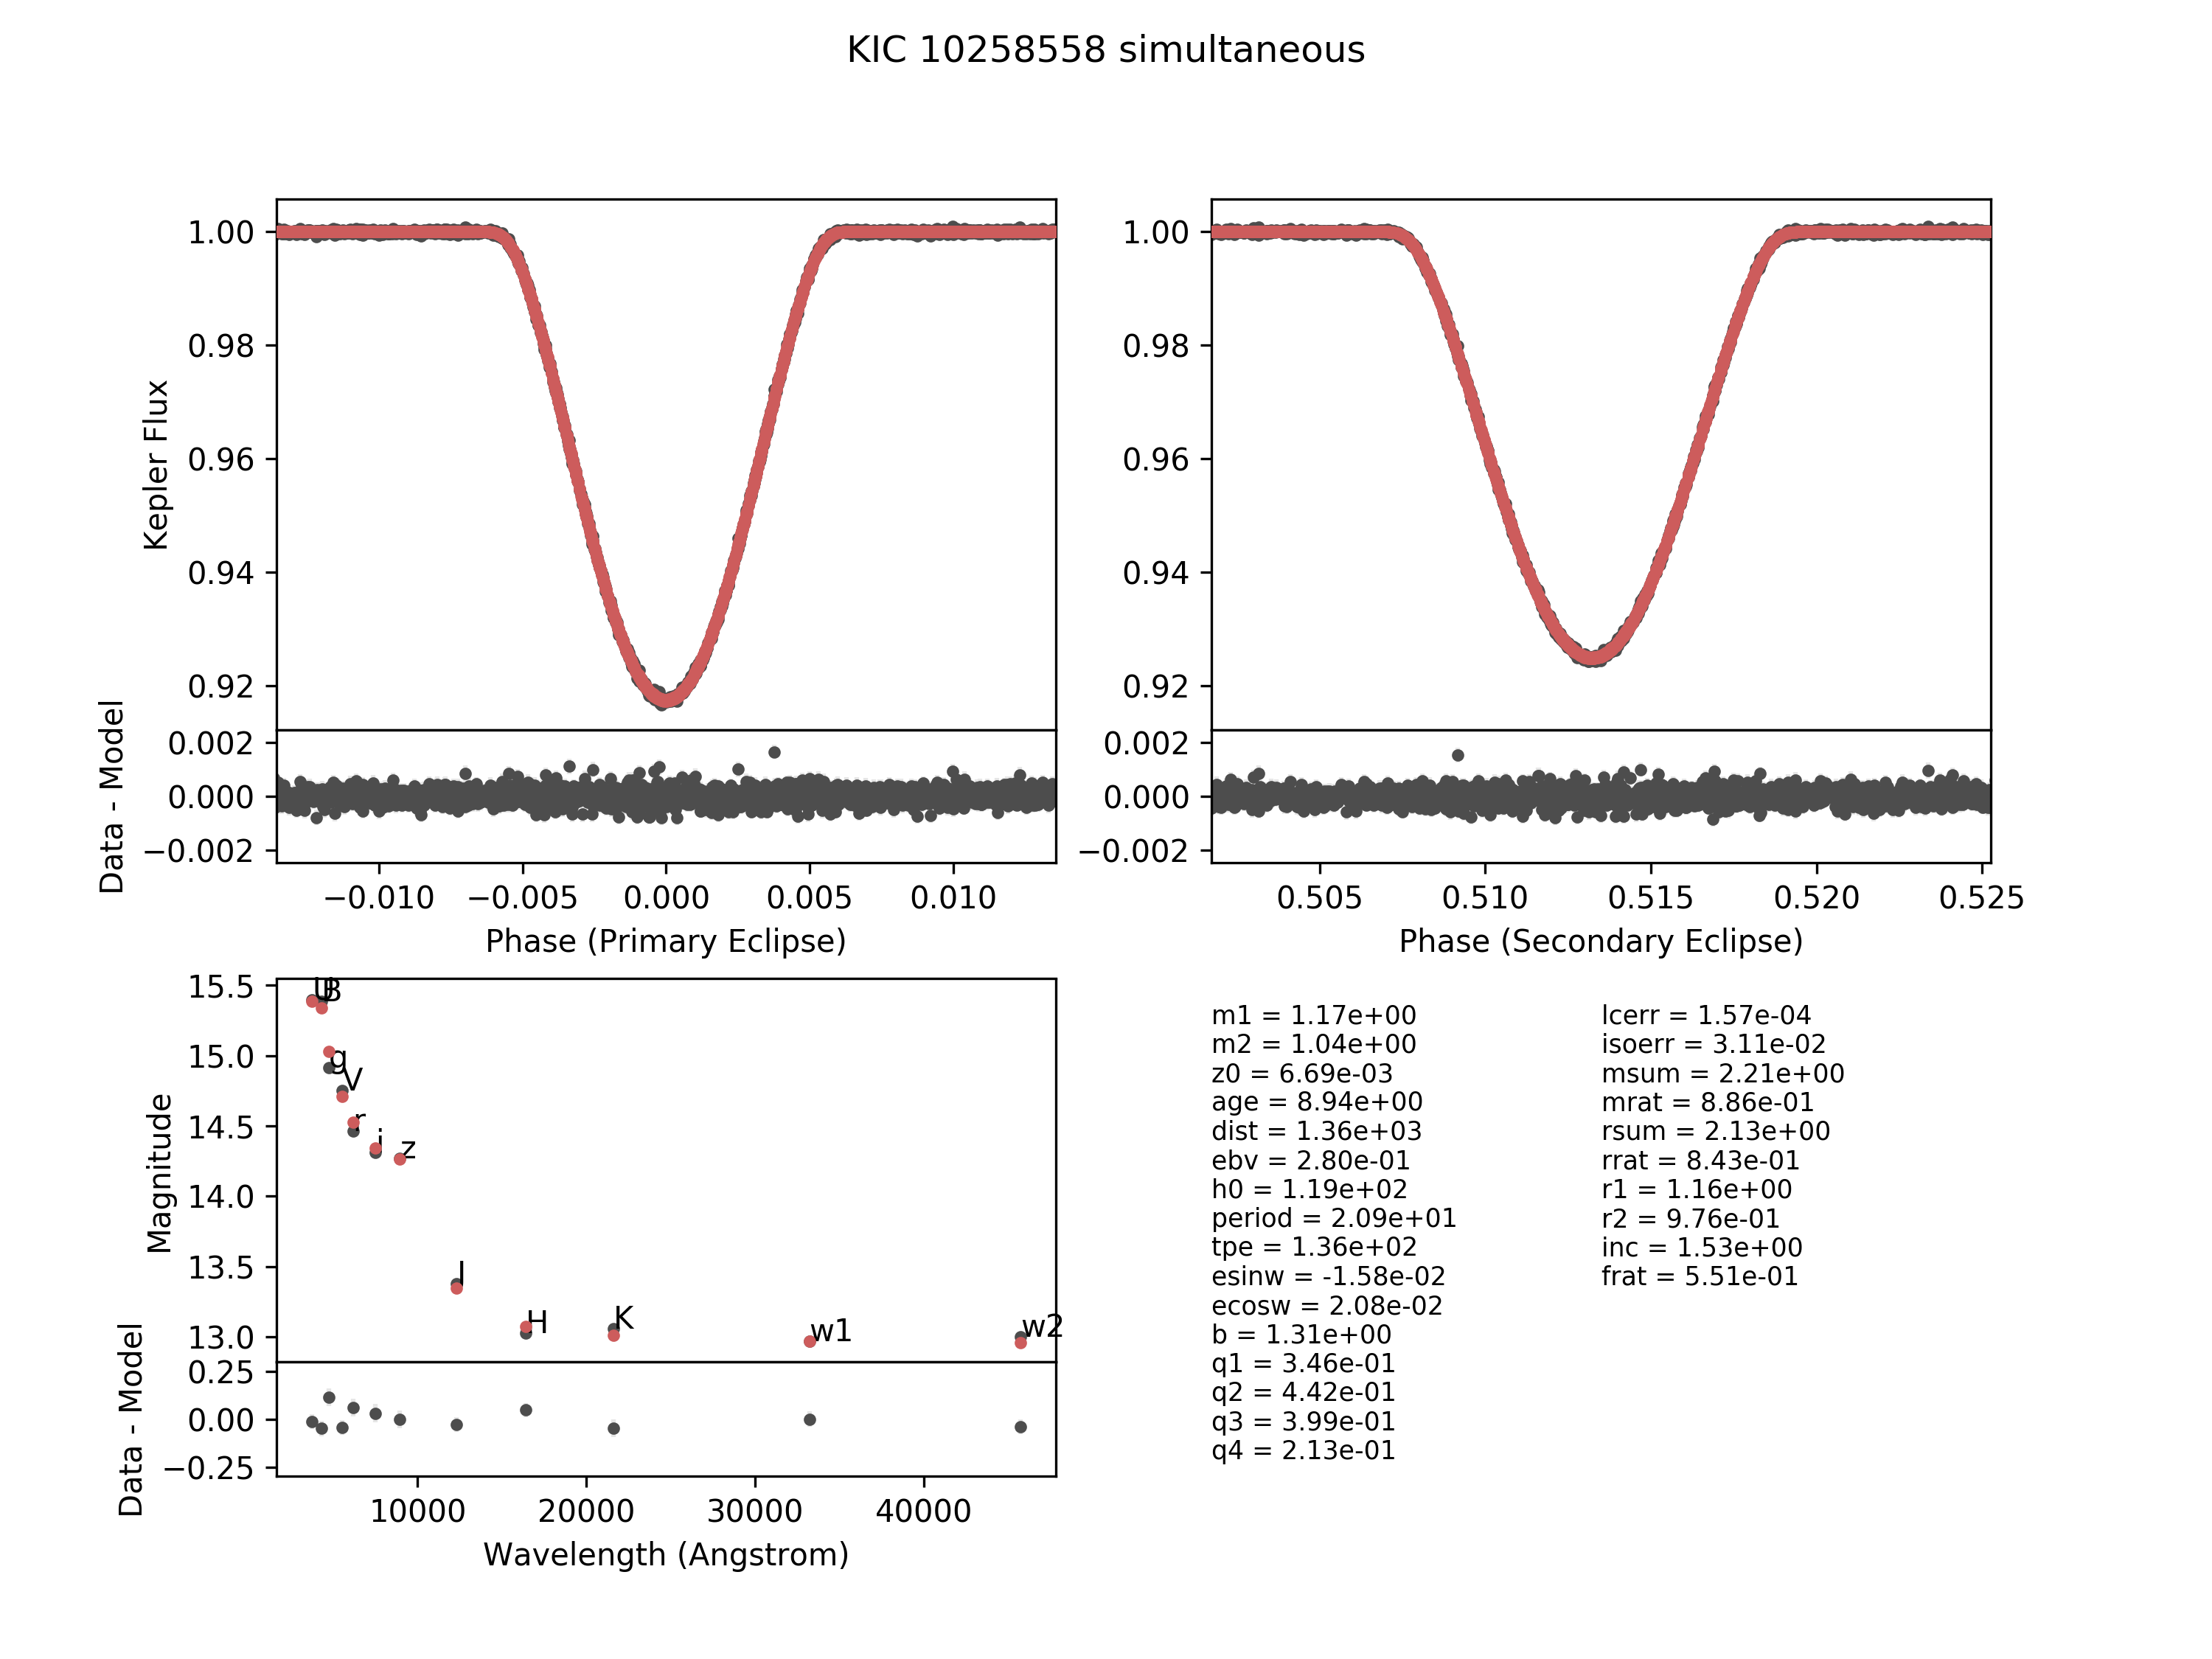 KIC 10258558 simultaneous
Kepler Flux
1.00
0.98
0.96
0.94
0.92
Data - Model
0.002
0.000
−0.002
−0.010 −0.005 0.000 0.005 0.010
Phase (Primary Eclipse)
1.00
0.98
0.96
0.94
0.92
0.002
0.000
−0.002
0.505 0.510 0.515 0.520 0.525
Phase (Secondary Eclipse)
Magnitude
15.5
15.0
14.5
14.0
13.5
13.0
U
B
g
V
r
i
z
J
H
K
w1
w2
Data - Model
0.25
0.00
−0.25
10000 20000 30000 40000
Wavelength (Angstrom)
m1 = 1.17e+00
m2 = 1.04e+00
z0 = 6.69e-03
age = 8.94e+00
dist = 1.36e+03
ebv = 2.80e-01
h0 = 1.19e+02
period = 2.09e+01
tpe = 1.36e+02
esinw = -1.58e-02
ecosw = 2.08e-02
b = 1.31e+00
q1 = 3.46e-01
q2 = 4.42e-01
q3 = 3.99e-01
q4 = 2.13e-01
lcerr = 1.57e-04
isoerr = 3.11e-02
msum = 2.21e+00
mrat = 8.86e-01
rsum = 2.13e+00
rrat = 8.43e-01
r1 = 1.16e+00
r2 = 9.76e-01
inc = 1.53e+00
frat = 5.51e-01